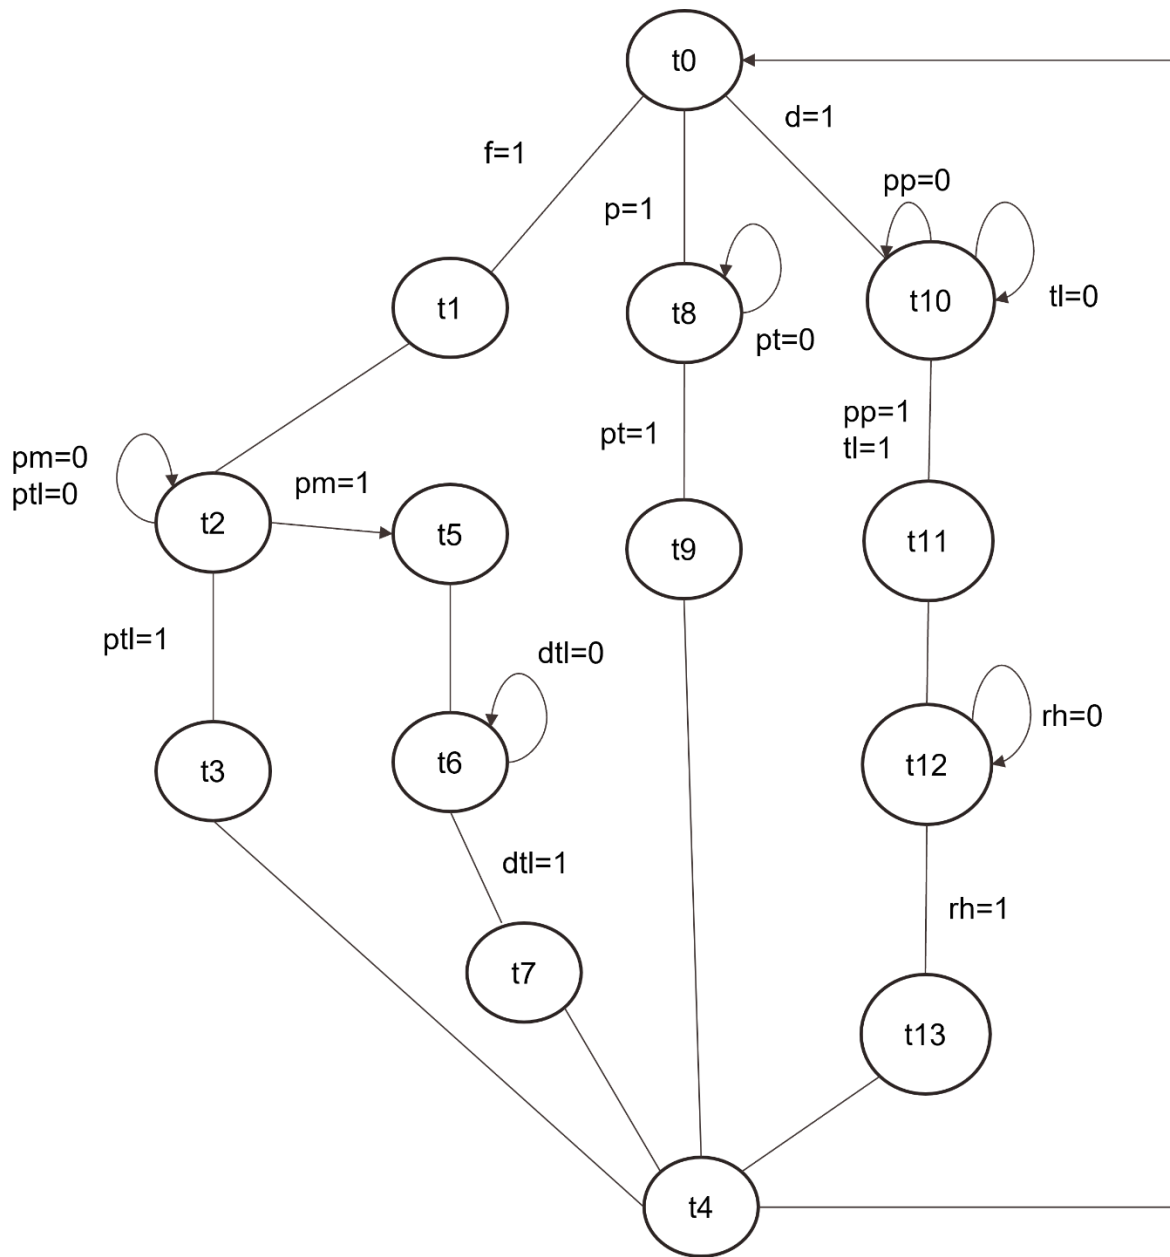 t0
d=1
f=1
pp=0
p=1
t10
tl=0
t1
t8
pt=0
pp=1
tl=1
pt=1
pm=0
ptl=0
pm=1
t2
t5
t9
t11
ptl=1
dtl=0
rh=0
t3
t6
t12
dtl=1
rh=1
t7
t13
t4